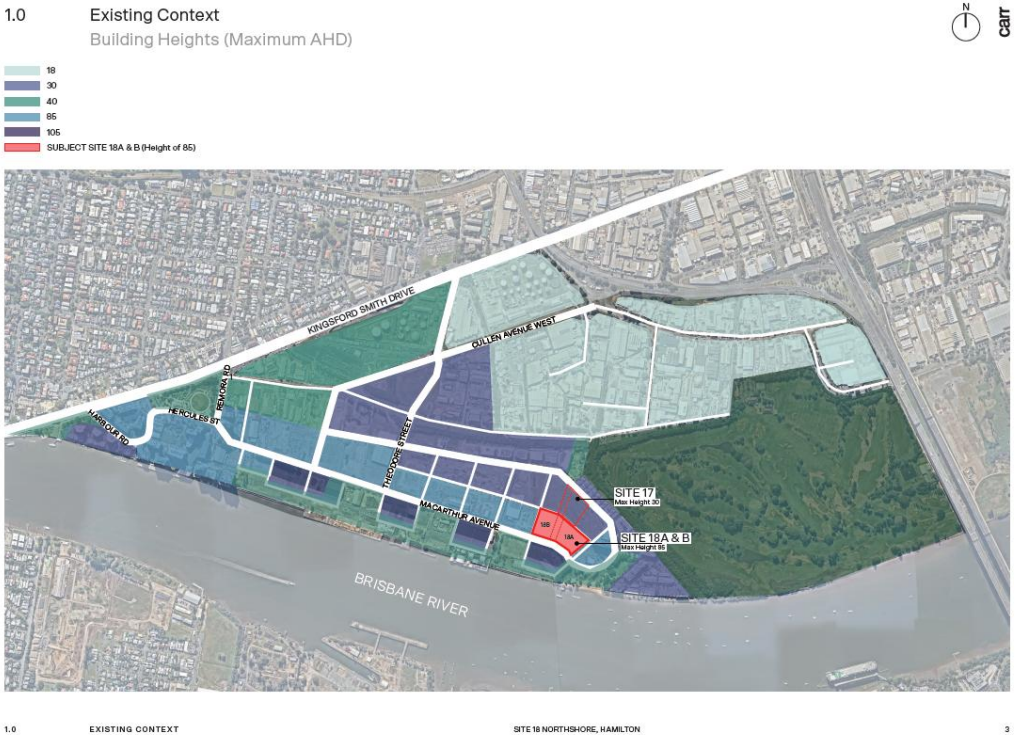 1.0 Existing Context
Building Heights (Maximum AHD)
N
carr
18
30
40
85
105
SUBJECT SITE 18A & B (Height of 85)
KINGSFORD SMITH DRIVE
CULLEN AVENUE WEST
REMORA RD
HERCULES ST
HARBOUR RD
THEODORE STREET
MACARTHUR AVENUE
SITE 17
Max Height 30
18B
18A
SITE 18A & B
Max Height 85
BRISBANE RIVER
1.0 EXISTING CONTEXT SITE 18 NORTHSHORE, HAMILTON 3